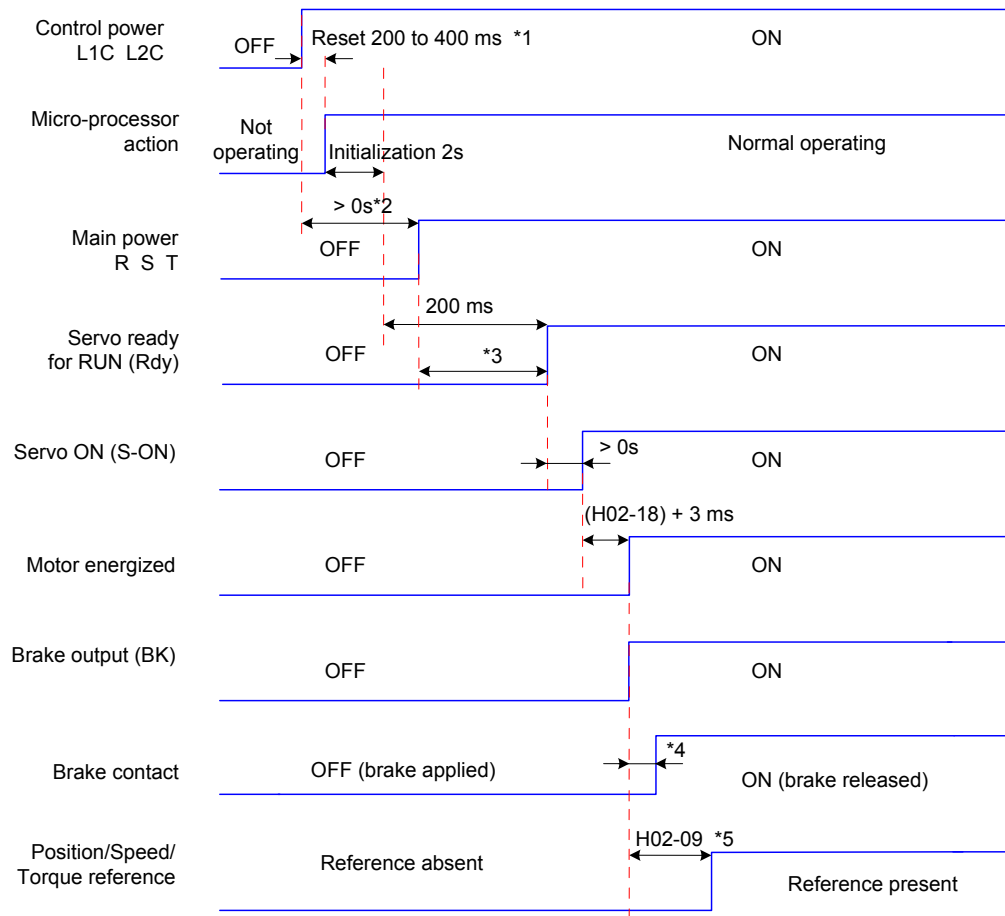 Control power
L1C L2C
OFF
Reset 200 to 400 ms *1
ON
Micro-processor
action
Not
operating
Initialization 2s
Normal operating
> 0s*2
Main power
R S T
OFF
ON
200 ms
Servo ready
for RUN (Rdy)
OFF
*3
ON
Servo ON (S-ON)
OFF
> 0s
ON
(H02-18) + 3 ms
Motor energized
OFF
ON
Brake output (BK)
OFF
ON
Brake contact
OFF (brake applied)
*4
ON (brake released)
H02-09 *5
Position/Speed/
Torque reference
Reference absent
Reference present